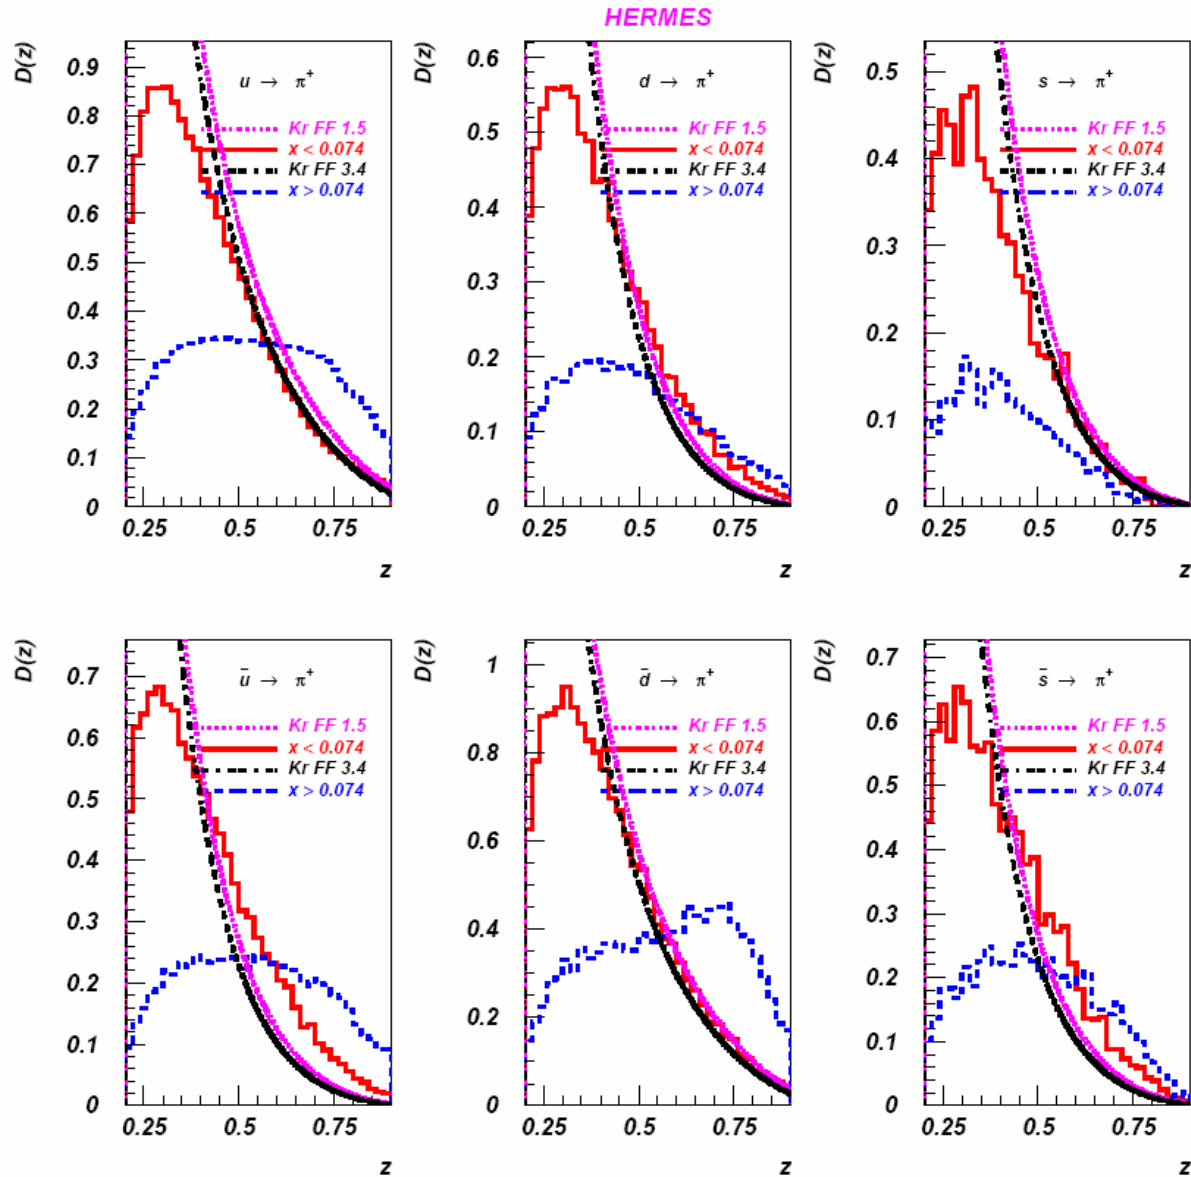 HERMES
D(z)
0.9
0.8
0.7
0.6
0.5
0.4
0.3
0.2
0.1
0
u → π+
Kr FF 1.5
x < 0.074
Kr FF 3.4
x > 0.074
0.25 0.5 0.75
z
D(z)
0.6
0.5
0.4
0.3
0.2
0.1
0
d → π+
Kr FF 1.5
x < 0.074
Kr FF 3.4
x > 0.074
0.25 0.5 0.75
z
D(z)
0.5
0.4
0.3
0.2
0.1
0
s → π+
Kr FF 1.5
x < 0.074
Kr FF 3.4
x > 0.074
0.25 0.5 0.75
z
D(z)
0.7
0.6
0.5
0.4
0.3
0.2
0.1
0
ū → π+
Kr FF 1.5
x < 0.074
Kr FF 3.4
x > 0.074
0.25 0.5 0.75
z
D(z)
1
0.8
0.6
0.4
0.2
0
d̄ → π+
Kr FF 1.5
x < 0.074
Kr FF 3.4
x > 0.074
0.25 0.5 0.75
z
D(z)
0.7
0.6
0.5
0.4
0.3
0.2
0.1
0
s̄ → π+
Kr FF 1.5
x < 0.074
Kr FF 3.4
x > 0.074
0.25 0.5 0.75
z